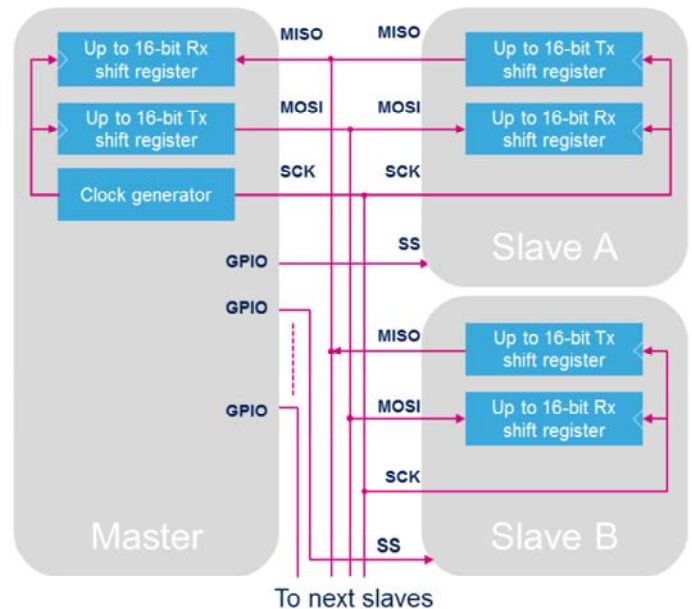 MISO
MISO
Up to 16-bit Rx
shift register
Up to 16-bit Tx
shift register
MOSI
MOSI
Up to 16-bit Tx
shift register
Up to 16-bit Rx
shift register
SCK
SCK
Clock generator
SS
GPIO
Slave A
GPIO
MISO
Up to 16-bit Tx
shift register
GPIO
MOSI
Up to 16-bit Rx
shift register
SCK
Master
SS
Slave B
To next slaves